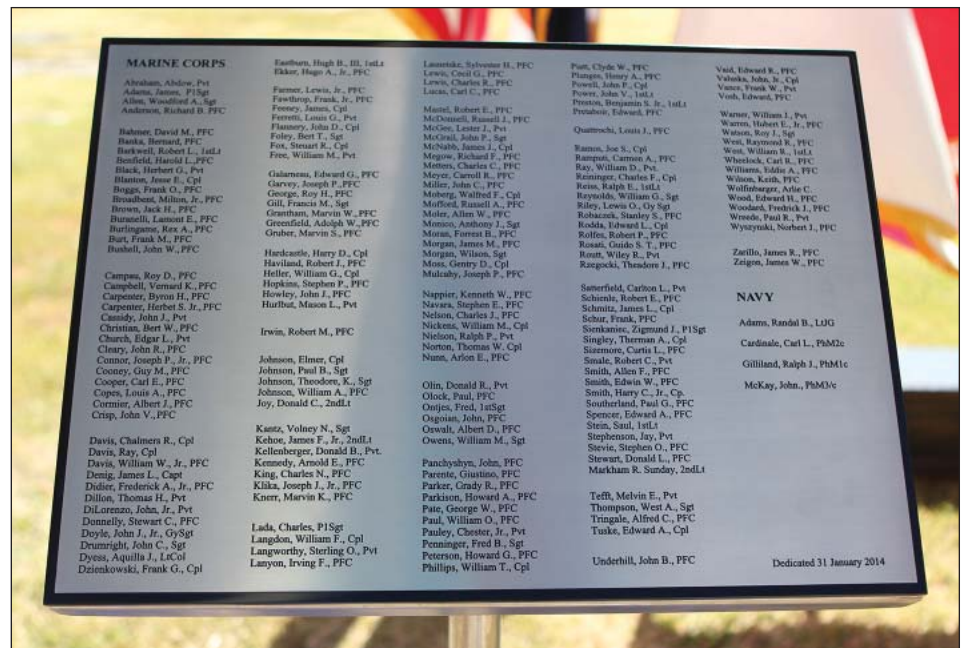 MARINE CORPS
Abraham, Abdow, Pvt
Adams, James, P1Sgt
Allen, Woodford A., Sgt
Anderson, Richard B. PFC
Bahmer, David M., PFC
Banka, Bernard, PFC
Barkwell, Robert L., 1stLt
Benfield, Harold L.,PFC
Black, Herbert G., Pvt
Blanton, Jesse E., Cpl
Boggs, Frank O., PFC
Broadbent, Milton, Jr., PFC
Brown, Jack H., PFC
Buranelli, Lamont E., PFC
Burlingame, Rex A., PFC
Burt, Frank M., PFC
Bushell, John W., PFC
Campau, Roy D., PFC
Campbell, Vernard K., PFC
Carpenter, Byron H., PFC
Carpenter, Herbet S. Jr., PFC
Cassidy, John J., Pvt
Christian, Bert W., PFC
Church, Edgar L., Pvt
Cleary, John R., PFC
Connor, Joseph P., Jr., PFC
Cooney, Guy M., PFC
Cooper, Carl E., PFC
Copes, Louis A., PFC
Cormier, Albert J., PFC
Crisp, John V., PFC
Davis, Chalmers R., Cpl
Davis, Ray, Cpl
Davis, William W., Jr., PFC
Denig, James L., Capt
Didier, Frederick A., Jr., PFC
Dillon, Thomas H., Pvt
DiLorenzo, John, Jr., Pvt
Donnelly, Stewart C., PFC
Doyle, John J., Jr., GySgt
Drumright, John C., Sgt
Dyess, Aquilla J., LtCol
Dzienkowski, Frank G., Cpl
Eastburn, Hugh B., III, 1stLt
Ekker, Hugo A., Jr., PFC
Farmer, Lewis, Jr., PFC
Fawthrop, Frank, Jr., PFC
Feeney, James, Cpl
Ferretti, Louis G., Pvt
Flannery, John D., Cpl
Foley, Bert T., Sgt
Fox, Steuart R., Cpl
Free, William M., Pvt
Galarneau, Edward G., PFC
Garvey, Joseph P.,PFC
George, Roy H., PFC
Gill, Francis M., Sgt
Grantham, Marvin W.,PFC
Greenfield, Adolph W.,PFC
Gruber, Marvin S., PFC
Hardcastle, Harry D., Cpl
Haviland, Robert J., PFC
Heller, William G., Cpl
Hopkins, Stephen P., PFC
Howley, John J., PFC
Hurlbut, Mason L., Pvt
Irwin, Robert M., PFC
Johnson, Elmer, Cpl
Johnson, Paul B., Sgt
Johnson, Theodore, K., Sgt
Johnson, William A., PFC
Joy, Donald C., 2ndLt
Kantz, Volney N., Sgt
Kehoe, James F., Jr., 2ndLt
Kellenberger, Donald B., Pvt.
Kennedy, Arnold E., PFC
King, Charles N., PFC
Klika, Joseph J., Jr., PFC
Knerr, Marvin K., PFC
Lada, Charles, P1Sgt
Langdon, William F., Cpl
Langworthy, Sterling O., Pvt
Lanyon, Irving F., PFC
Sylvester H., PFC
Lewis, Cecil G., PFC
Lewis, Charles R., PFC
Lucas, Carl C., PFC
Mastel, Robert E., PFC
McDonnell, Russell J., PFC
McGee, Lester J., Pvt
McGrail, John P., Sgt
McNabb, James J., Cpl
Megow, Richard F., PFC
Metters, Charles C., PFC
Meyer, Carroll R., PFC
Miller, John C., PFC
Moberg, Walfred F., Cpl
Mofford, Russell A., PFC
Moler, Allen W., PFC
Monico, Anthony J., Sgt
Moran, Forrest B., PFC
Morgan, James M., PFC
Morgan, Wilson, Sgt
Moss, Gentry D., Cpl
Mulcahy, Joseph P., PFC
Nappier, Kenneth W., PFC
Navara, Stephen E., PFC
Nelson, Charles J., PFC
Nickens, William M., Cpl
Nielson, Ralph P., Pvt
Norton, Thomas W. Cpl
Nunn, Arlon E., PFC
Olin, Donald R., Pvt
Olock, Paul, PFC
Ontjes, Fred, 1stSgt
Osgoian, John, PFC
Oswalt, Albert D., PFC
Owens, William M., Sgt
Panchyshyn, John, PFC
Parente, Giustino, PFC
Parker, Grady R., PFC
Parkison, Howard A., PFC
Pate, George W., PFC
Paul, William O., PFC
Pauley, Chester, Jr., Pvt
Penninger, Fred B., Sgt
Peterson, Howard G., PFC
Phillips, William T., Cpl
Piatt, Clyde W., PFC
Planges, Henry A., PFC
Powell, John P., Cpl
Power, John V., 1stLt
Preston, Benjamin S. Jr., 1stLt
Edward, PFC
Quattrochi, Louis J., PFC
Ramos, Joe S., Cpl
Ramputi, Carmen A., PFC
Ray, William D., Pvt.
Reininger, Charles F., Cpl
Reiss, Ralph E., 1stLt
Reynolds, William G., Sgt
Riley, Lewis O., Gy Sgt
Robaczek, Stanley S., PFC
Rodda, Edward L., Cpl
Rolfes, Robert P., PFC
Rosati, Guido S. T., PFC
Routt, Wiley R., Pvt
Rzegocki, Theodore J., PFC
Satterfield, Carlton L., Pvt
Schienle, Robert E., PFC
Schmitz, James L., Cpl
Schur, Frank, PFC
Sienkaniec, Zigmund J., P1Sgt
Singley, Therman A., Cpl
Sizemore, Curtis L., PFC
Smale, Robert C., Pvt
Smith, Allen F., PFC
Smith, Edwin W., PFC
Smith, Harry C., Jr., Cp.
Southerland, Paul G., PFC
Spencer, Edward A., PFC
Stein, Saul, 1stLt
Stephenson, Jay, Pvt
Stevie, Stephen O., PFC
Stewart, Donald L., PFC
Markham R. Sunday, 2ndLt
Tefft, Melvin E., Pvt
Thompson, West A., Sgt
Tringale, Alfred C., PFC
Tuske, Edward A., Cpl
Underhill, John B., PFC
Vaid, Edward R., PFC
Valuska, John, Jr., Cpl
Vance, Frank W., Pvt
Vosh, Edward, PFC
Warner, William J., Pvt
Warren, Hubert E., Jr., PFC
Watson, Roy J., Sgt
West, Raymond R., PFC
West, William R., 1stLt
Wheelock, Carl R., PFC
Williams, Eddie A., PFC
Wilson, Keith, PFC
Wolfinbarger, Arlie C.
Wood, Edward H., PFC
Woodard, Fredrick J., PFC
Wreede, Paul R., Pvt
Wyszynski, Norbert J., PFC
Zarillo, James R., PFC
Zeigon, James W., PFC
NAVY
Adams, Randal B., LtJG
Cardinale, Carl L., PhM2c
Gilliland, Ralph J., PhM1c
McKay, John., PhM3/c
Dedicated 31 January 2014